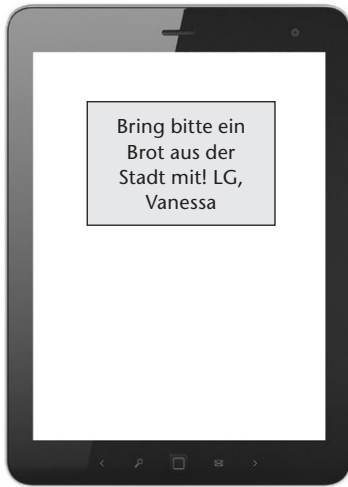 Bring bitte ein
Brot aus der
Stadt mit! LG,
Vanessa